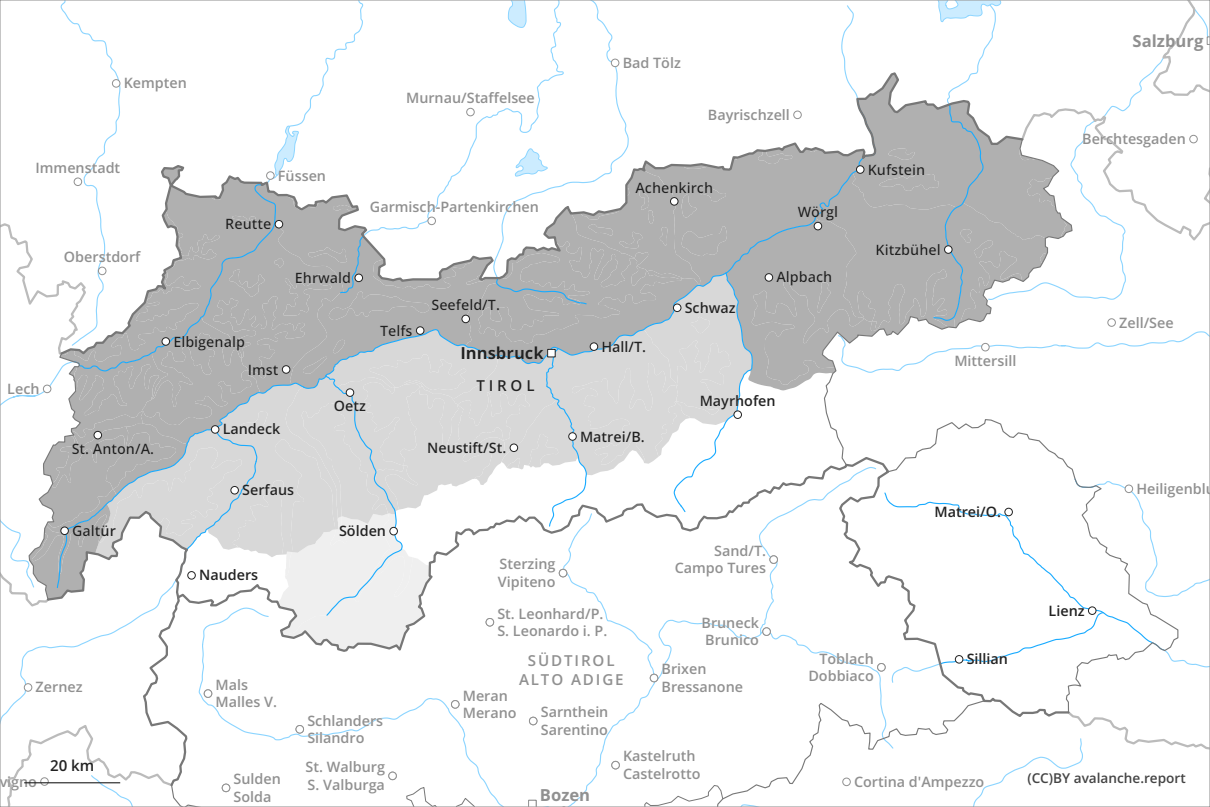 Salzburg
Bad Tölz
Kempten
Murnau/Staffelsee
Bayrischzell
Berchtesgaden
Immenstadt
Füssen
Kufstein
Achenkirch
Garmisch-Partenkirchen
Wörgl
Reutte
Kitzbühel
Oberstdorf
Ehrwald
Alpbach
Seefeld/T.
Schwaz
Zell/See
Telfs
Elbigenalp
Innsbruck
Hall/T.
Mittersill
Imst
TIROL
Lech
Oetz
Mayrhofen
Landeck
Matrei/B.
St. Anton/A.
Neustift/St.
Serfaus
Heiligenblu
Matrei/O.
Galtür
Sölden
Sand/T.
Campo Tures
Sterzing
Vipiteno
Nauders
Lienz
St. Leonhard/P.
S. Leonardo i. P.
Bruneck
Brunico
SÜDTIROL
ALTO ADIGE
Sillian
Toblach
Dobbiaco
Brixen
Bressanone
Zernez
Mals
Malles V.
Meran
Merano
Sarnthein
Sarentino
Schlanders
Silandro
Kastelruth
Castelrotto
20 km
St. Walburg
S. Valburga
vigno
Sulden
Solda
Cortina d'Ampezzo
(CC)BY avalanche.report
Bozen